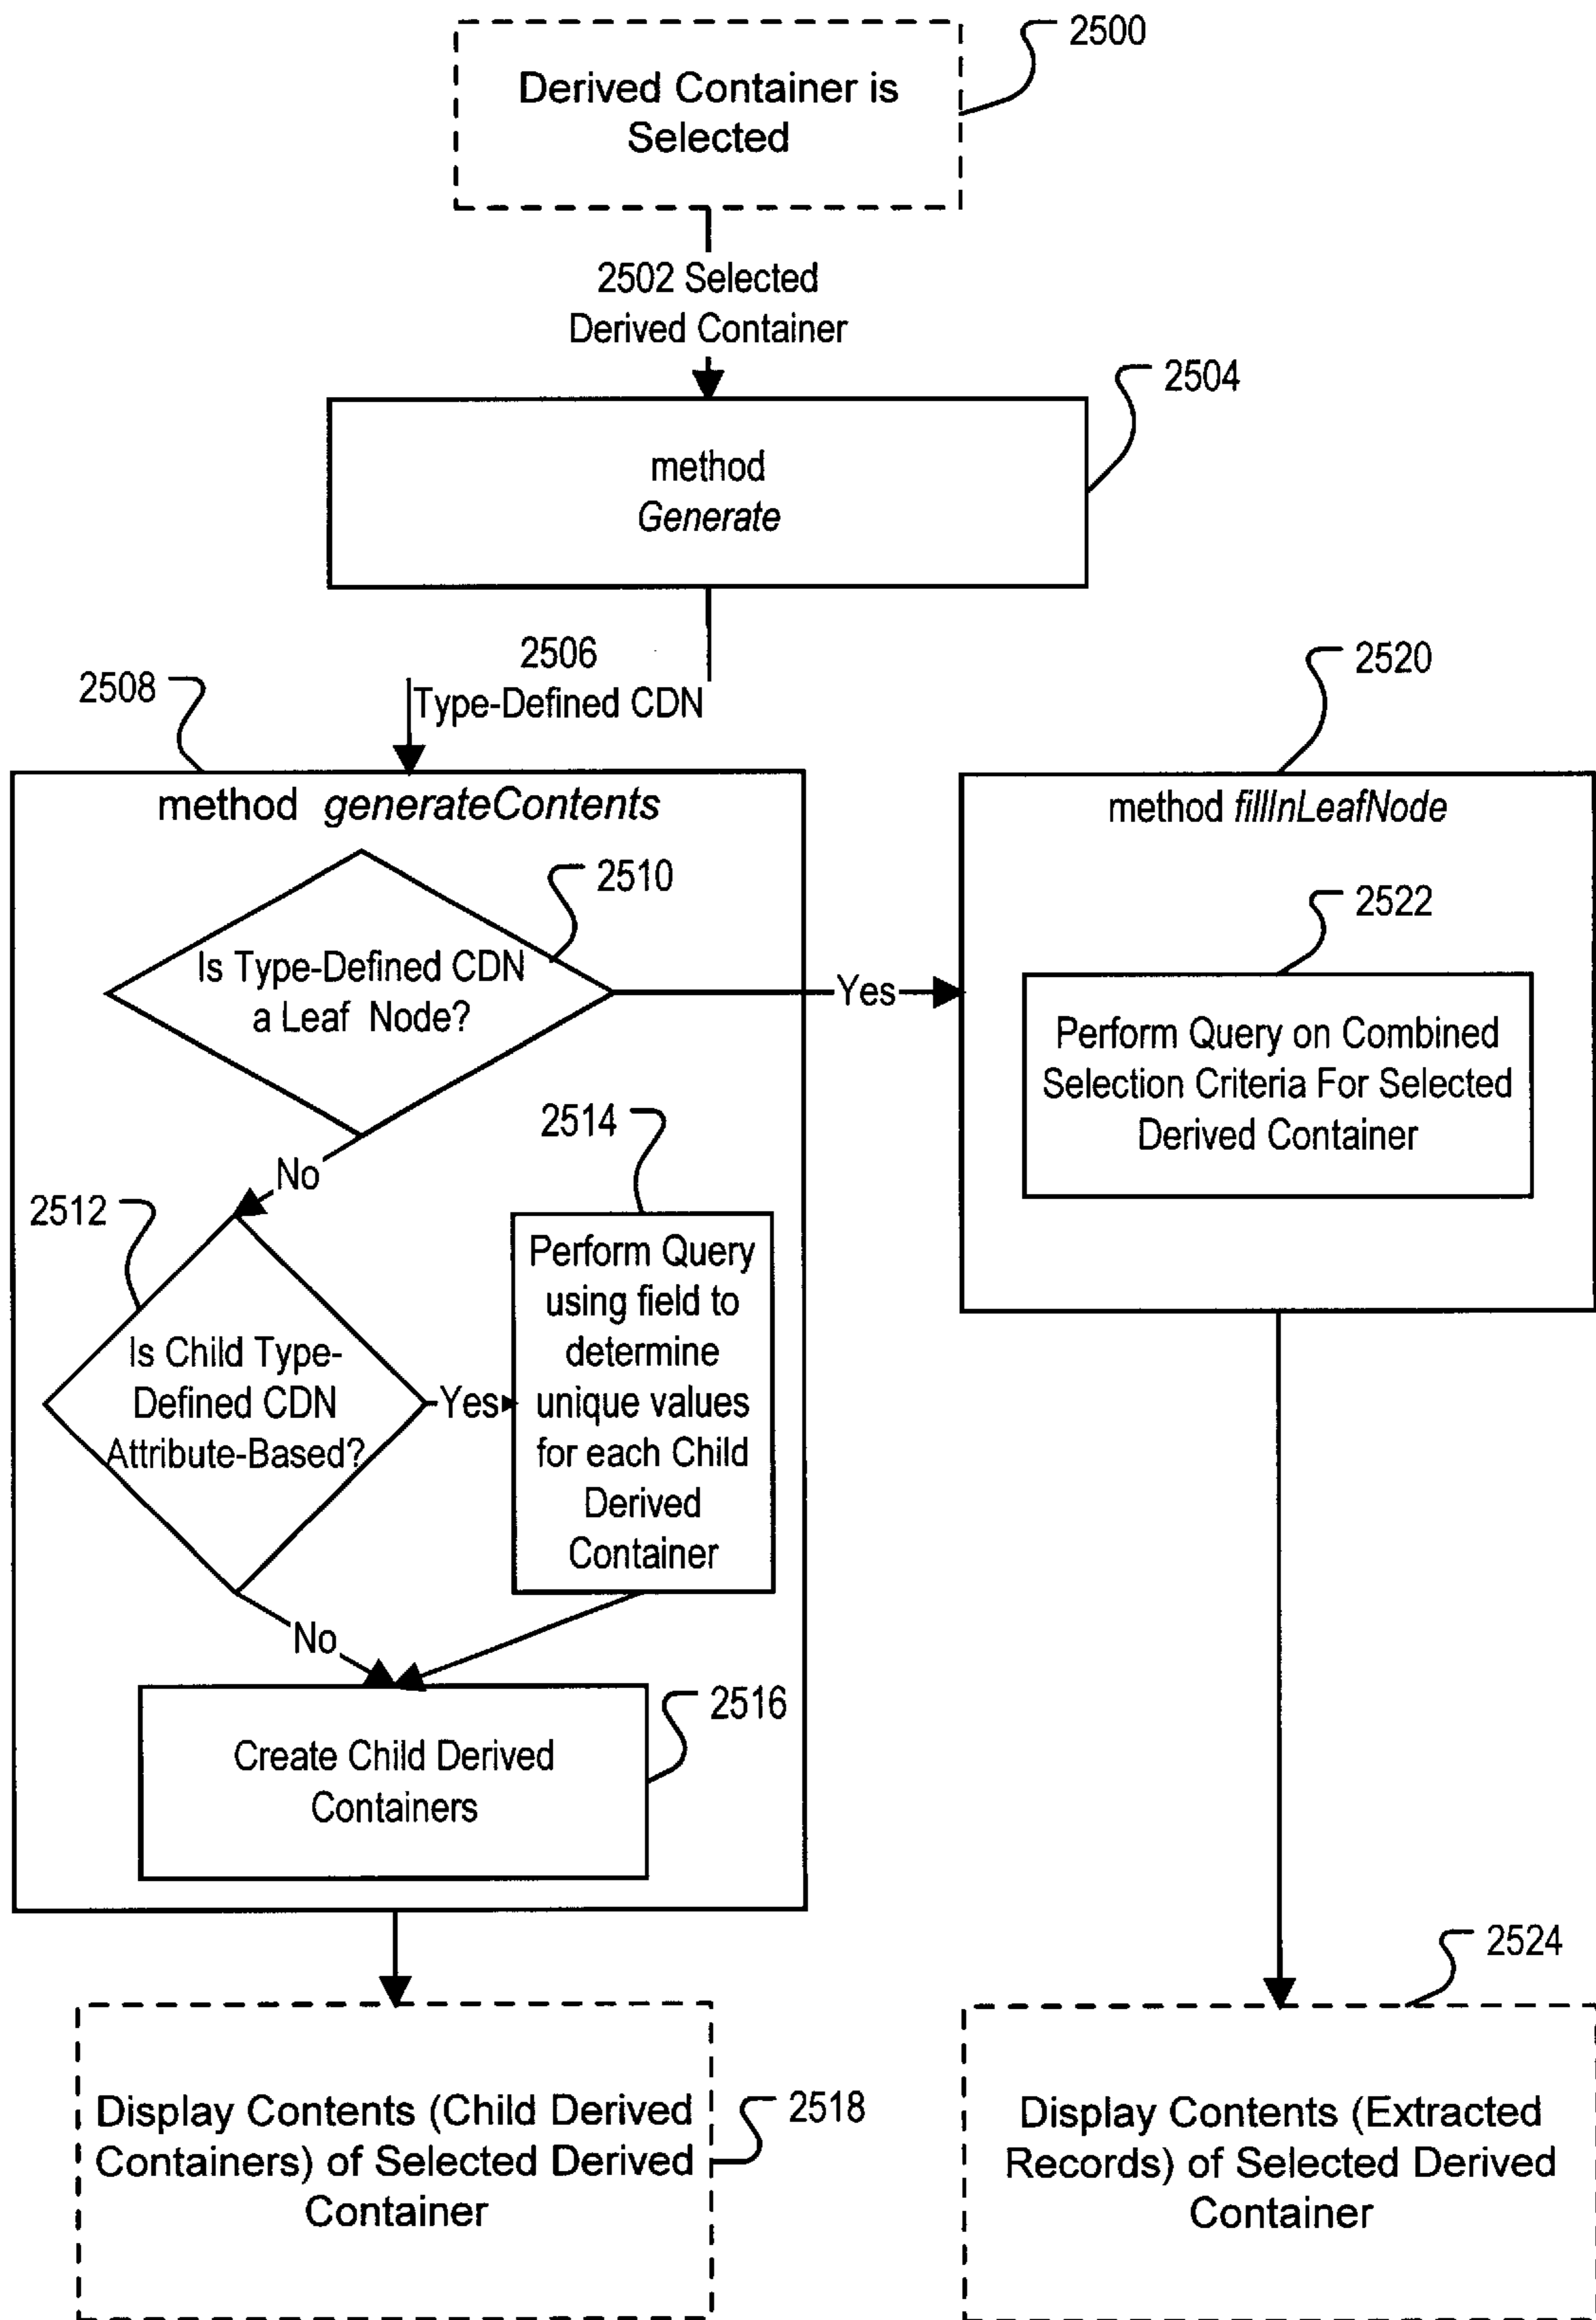 2500
Derived Container is
Selected
2502 Selected
Derived Container
2504
method
Generate
2506
Type-Defined CDN
2508
method generateContents
2510
Is Type-Defined CDN
a Leaf Node?
Yes
2520
method fillInLeafNode
2522
Perform Query on Combined
Selection Criteria For Selected
Derived Container
No
2512
Is Child Type-
Defined CDN
Attribute-Based?
Yes
2514
Perform Query
using field to
determine
unique values
for each Child
Derived
Container
No
2516
Create Child Derived
Containers
2518
Display Contents (Child Derived
Containers) of Selected Derived
Container
2524
Display Contents (Extracted
Records) of Selected Derived
Container